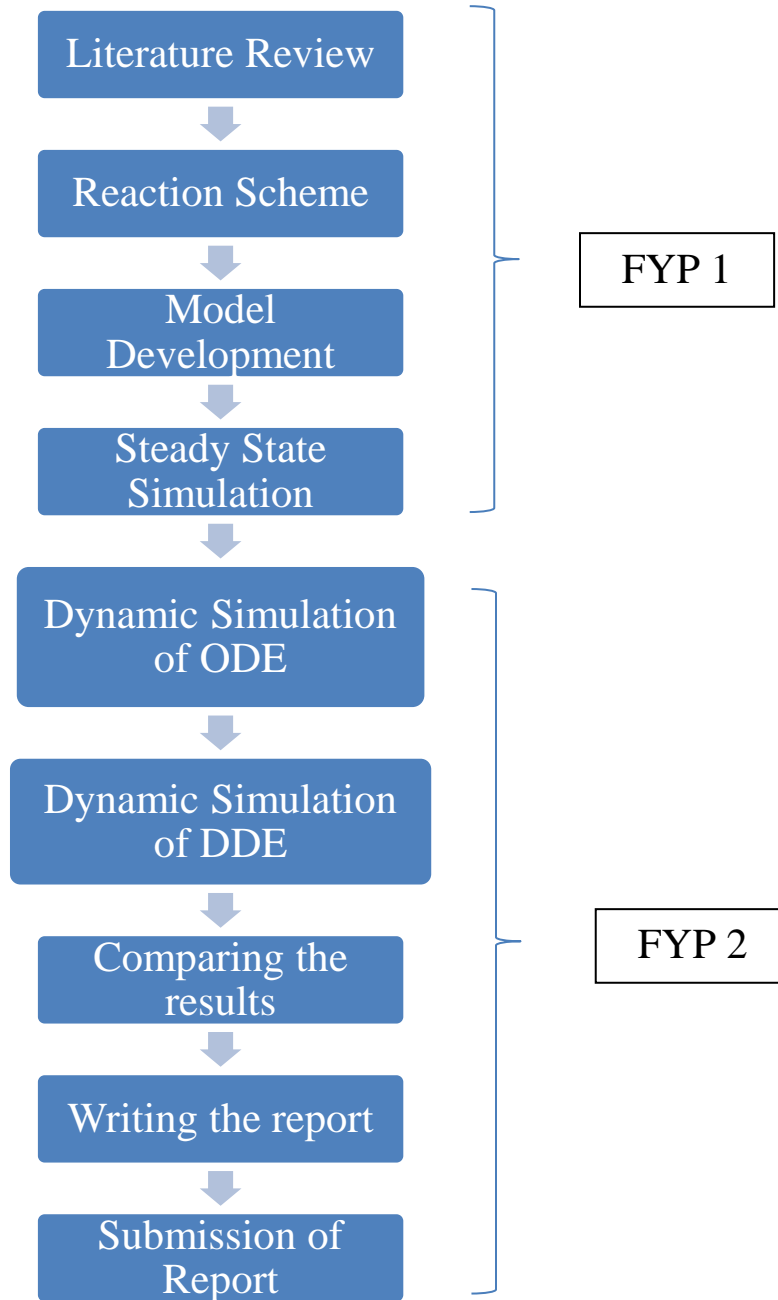 Literature Review
Reaction Scheme
FYP 1
Model
Development
Steady State
Simulation
Dynamic Simulation
of ODE
Dynamic Simulation
of DDE
FYP 2
Comparing the
results
Writing the report
Submission of
Report